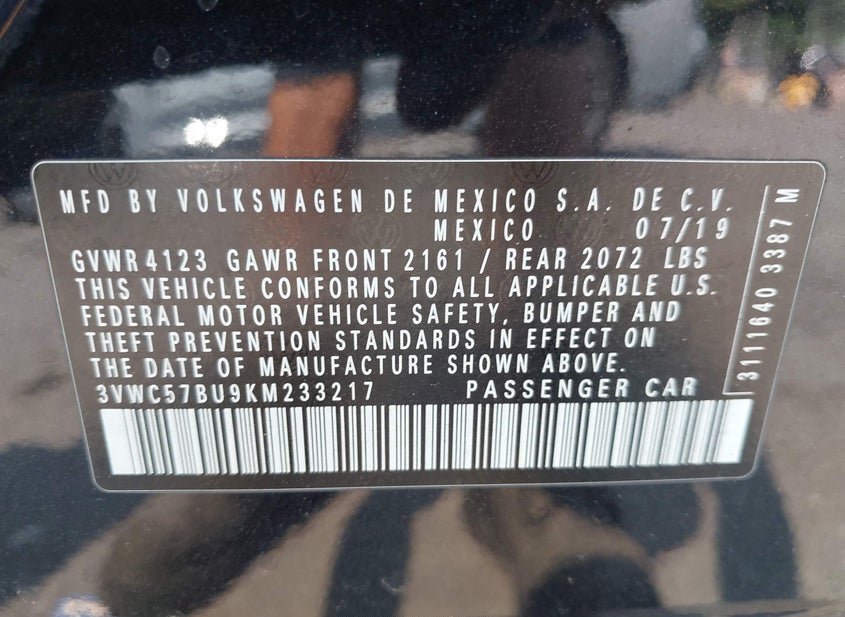 MFD BY VOLKSWAGEN DE MEXICO S.A. DE C.V.
MEXICO 07/19
GVWR 4123 GAWR FRONT 2161 / REAR 2072 LBS
THIS VEHICLE CONFORMS TO ALL APPLICABLE U.S.
FEDERAL MOTOR VEHICLE SAFETY, BUMPER AND
THEFT PREVENTION STANDARDS IN EFFECT ON
THE DATE OF MANUFACTURE SHOWN ABOVE.
3VWC57BU9KM233217 PASSENGER CAR
3111640 3387 M